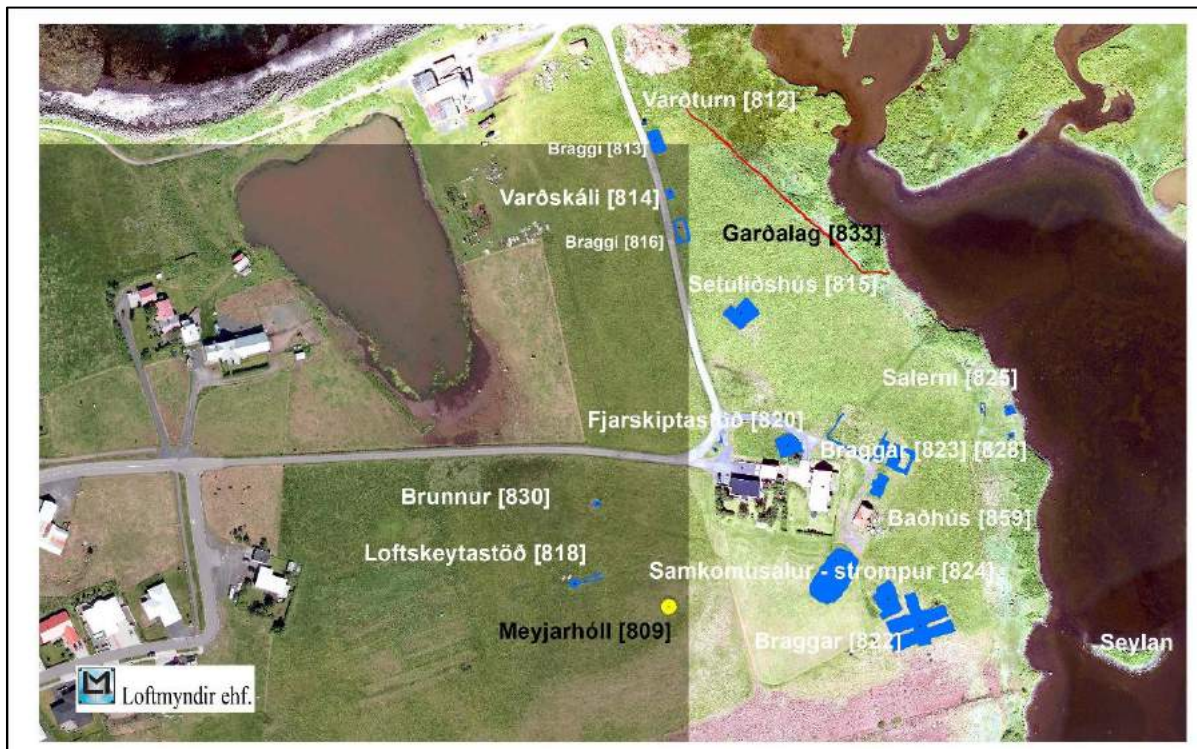 Varðturn [812]
Braggi [813]
Varðskáli [814]
Garðalag [833]
Braggi [816]
Setuliðshús [815]
Salerni [825]
Fjarskiptastöð [820]
Braggar [823] [828]
Brunnur [830]
Baðhús [859]
Loftskeytastöð [818]
Samkomusalur - strompur [824]
Meyjarhóll [809]
Braggar [822]
Seylan
LM Loftmyndir ehf.